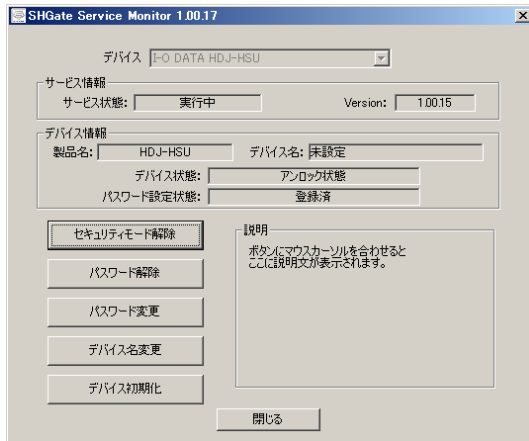 SHGate Service Monitor 1.00.17
デバイス I-O DATA HDJ-HSU
サービス情報
サービス状態: 実行中 Version: 1.00.15
デバイス情報
製品名: HDJ-HSU デバイス名: 未設定
デバイス状態: アンロック状態
パスワード設定状態: 登録済
セキュリティモード解除
パスワード解除
パスワード変更
デバイス名変更
デバイス初期化
説明
ボタンにマウスカーソルを合わせると
ここに説明文が表示されます。
閉じる